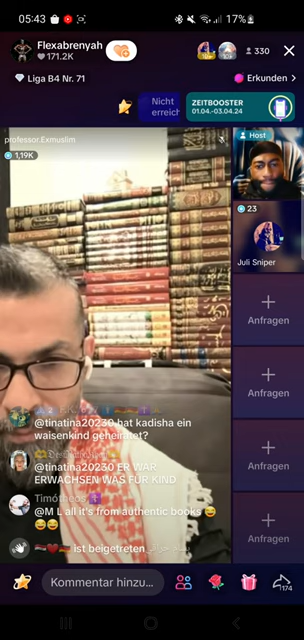 05:43
17%
Flexabrenyah
171.2K
330
Liga B4 Nr. 71
Erkunden >
Nicht
erreich
ZEITBOOSTER
01.04.-03.04.24
professor.Exmuslim
1,19K
Host
23
Juli Sniper
Anfragen
Anfragen
Anfragen
Anfragen
@tinatina20230 hat kadisha ein
waisenkind geheiratet?
@tinatina20230 ER WAR
ERWACHSEN WAS FÜR KIND
Timótheos
@M L all it's from authentic books
ist beigetreten
Kommentar hinzu...
174